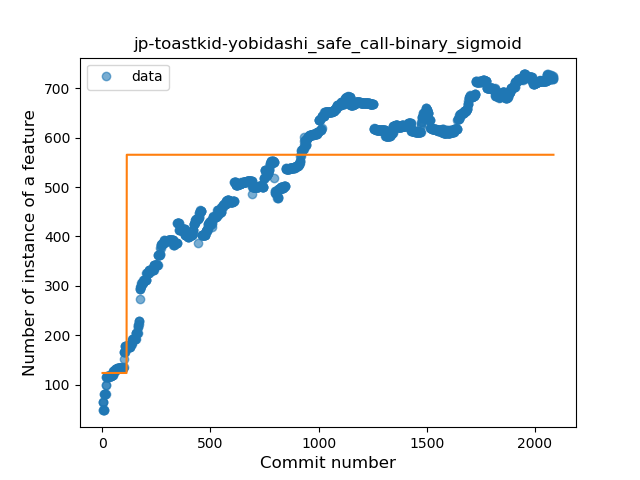 jp-toastkid-yobidashi_safe_call-binary_sigmoid
data
Number of instance of a feature
700
600
500
400
300
200
100
0 500 1000 1500 2000
Commit number